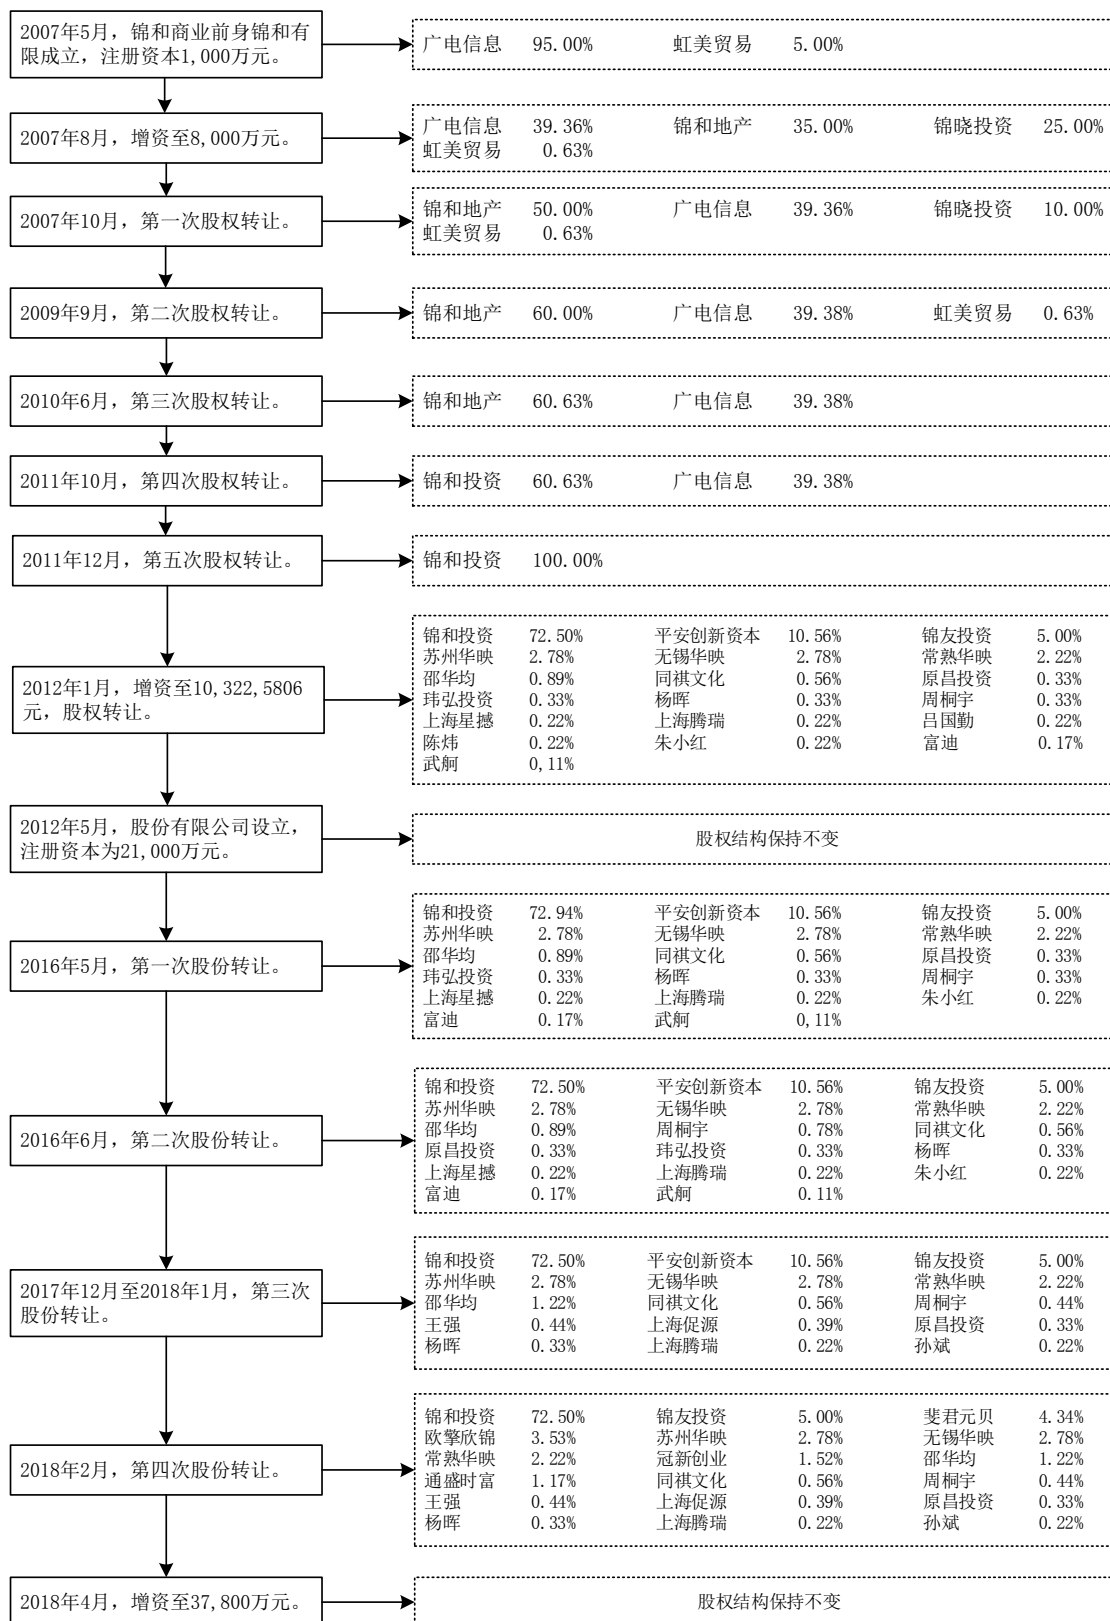 2007年5月，锦和商业前身锦和有
限成立，注册资本1,000万元。
广电信息 95.00% 虹美贸易 5.00%
2007年8月，增资至8,000万元。
广电信息 39.36% 锦和地产 35.00% 锦晓投资 25.00%
虹美贸易 0.63%
2007年10月，第一次股权转让。
锦和地产 50.00% 广电信息 39.36% 锦晓投资 10.00%
虹美贸易 0.63%
2009年9月，第二次股权转让。
锦和地产 60.00% 广电信息 39.38% 虹美贸易 0.63%
2010年6月，第三次股权转让。
锦和地产 60.63% 广电信息 39.38%
2011年10月，第四次股权转让。
锦和投资 60.63% 广电信息 39.38%
2011年12月，第五次股权转让。
锦和投资 100.00%
2012年1月，增资至10,322,5806
元，股权转让。
锦和投资 72.50% 平安创新资本 10.56% 锦友投资 5.00%
苏州华映 2.78% 无锡华映 2.78% 常熟华映 2.22%
邵华均 0.89% 同祺文化 0.56% 原昌投资 0.33%
玮弘投资 0.33% 杨晖 0.33% 周桐宇 0.33%
上海星撼 0.22% 上海腾瑞 0.22% 吕国勤 0.22%
陈炜 0.22% 朱小红 0.22% 富迪 0.17%
武舸 0,11%
2012年5月，股份有限公司设立，
注册资本为21,000万元。
股权结构保持不变
2016年5月，第一次股份转让。
锦和投资 72.94% 平安创新资本 10.56% 锦友投资 5.00%
苏州华映 2.78% 无锡华映 2.78% 常熟华映 2.22%
邵华均 0.89% 同祺文化 0.56% 原昌投资 0.33%
玮弘投资 0.33% 杨晖 0.33% 周桐宇 0.33%
上海星撼 0.22% 上海腾瑞 0.22% 朱小红 0.22%
富迪 0.17% 武舸 0,11%
2016年6月，第二次股份转让。
锦和投资 72.50% 平安创新资本 10.56% 锦友投资 5.00%
苏州华映 2.78% 无锡华映 2.78% 常熟华映 2.22%
邵华均 0.89% 周桐宇 0.78% 同祺文化 0.56%
原昌投资 0.33% 玮弘投资 0.33% 杨晖 0.33%
上海星撼 0.22% 上海腾瑞 0.22% 朱小红 0.22%
富迪 0.17% 武舸 0.11%
2017年12月至2018年1月，第三次
股份转让。
锦和投资 72.50% 平安创新资本 10.56% 锦友投资 5.00%
苏州华映 2.78% 无锡华映 2.78% 常熟华映 2.22%
邵华均 1.22% 同祺文化 0.56% 周桐宇 0.44%
王强 0.44% 上海促源 0.39% 原昌投资 0.33%
杨晖 0.33% 上海腾瑞 0.22% 孙斌 0.22%
2018年2月，第四次股份转让。
锦和投资 72.50% 锦友投资 5.00% 斐君元贝 4.34%
欧擎欣锦 3.53% 苏州华映 2.78% 无锡华映 2.78%
常熟华映 2.22% 冠新创业 1.52% 邵华均 1.22%
通盛时富 1.17% 同祺文化 0.56% 周桐宇 0.44%
王强 0.44% 上海促源 0.39% 原昌投资 0.33%
杨晖 0.33% 上海腾瑞 0.22% 孙斌 0.22%
2018年4月，增资至37,800万元。
股权结构保持不变